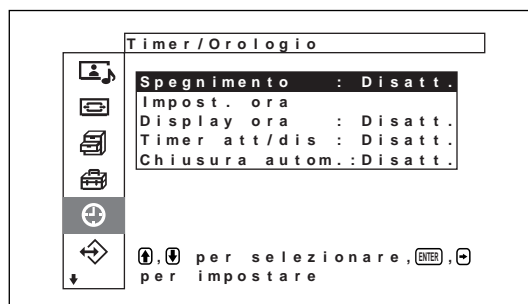 Timer/Orologio
Spegnimento : Disatt.
Impost. ora
Display ora : Disatt.
Timer att/dis : Disatt.
Chiusura autom.:Disatt.
, per selezionare, ENTER ,
per impostare